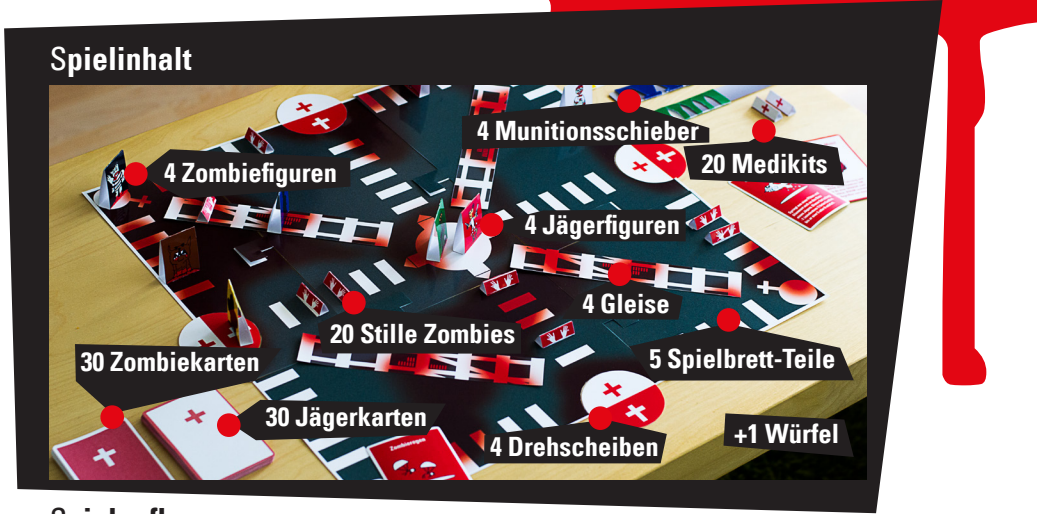 Spielinhalt
4 Munitionsschieber
20 Medikits
4 Zombiefiguren
4 Jägerfiguren
4 Gleise
20 Stille Zombies
5 Spielbrett-Teile
30 Zombiekarten
30 Jägerkarten
4 Drehscheiben
+1 Würfel